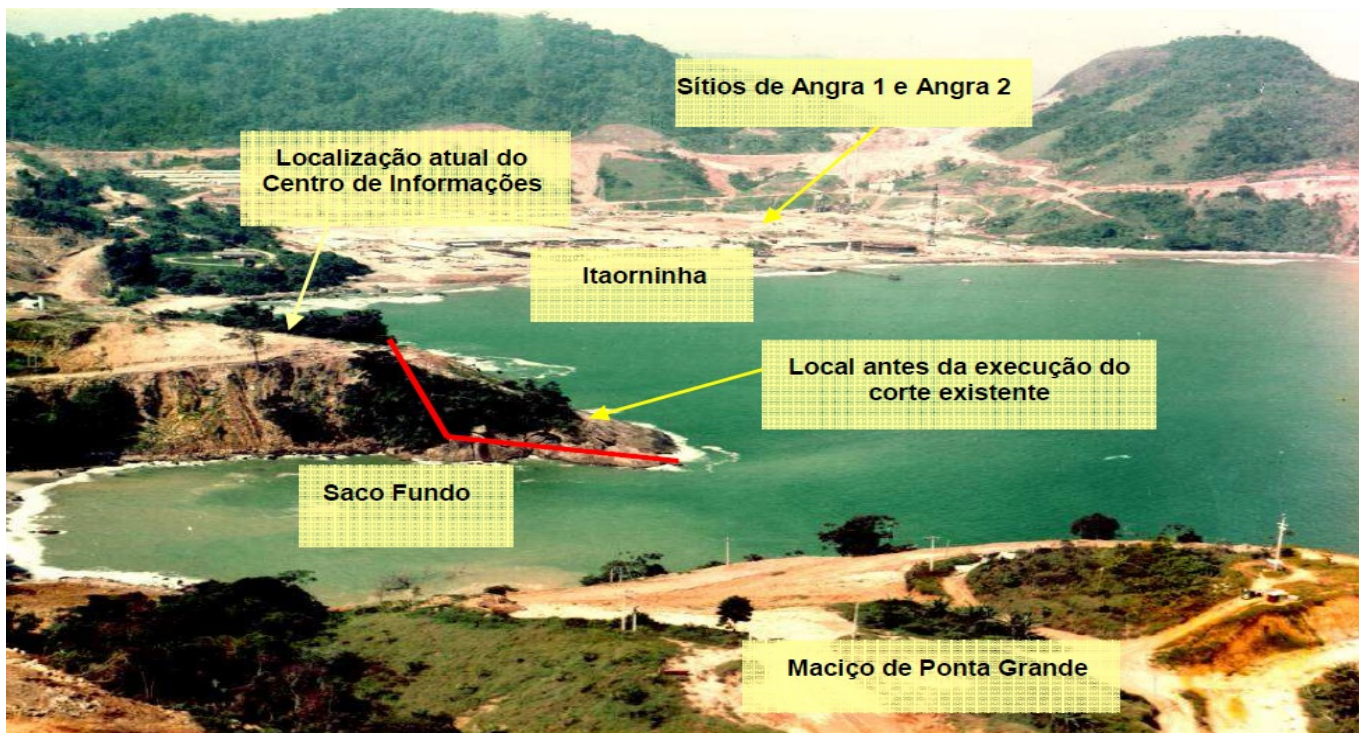 Sítios de Angra 1 e Angra 2
Localização atual do
Centro de Informações
Itaorninha
Local antes da execução do
corte existente
Saco Fundo
Maciço de Ponta Grande